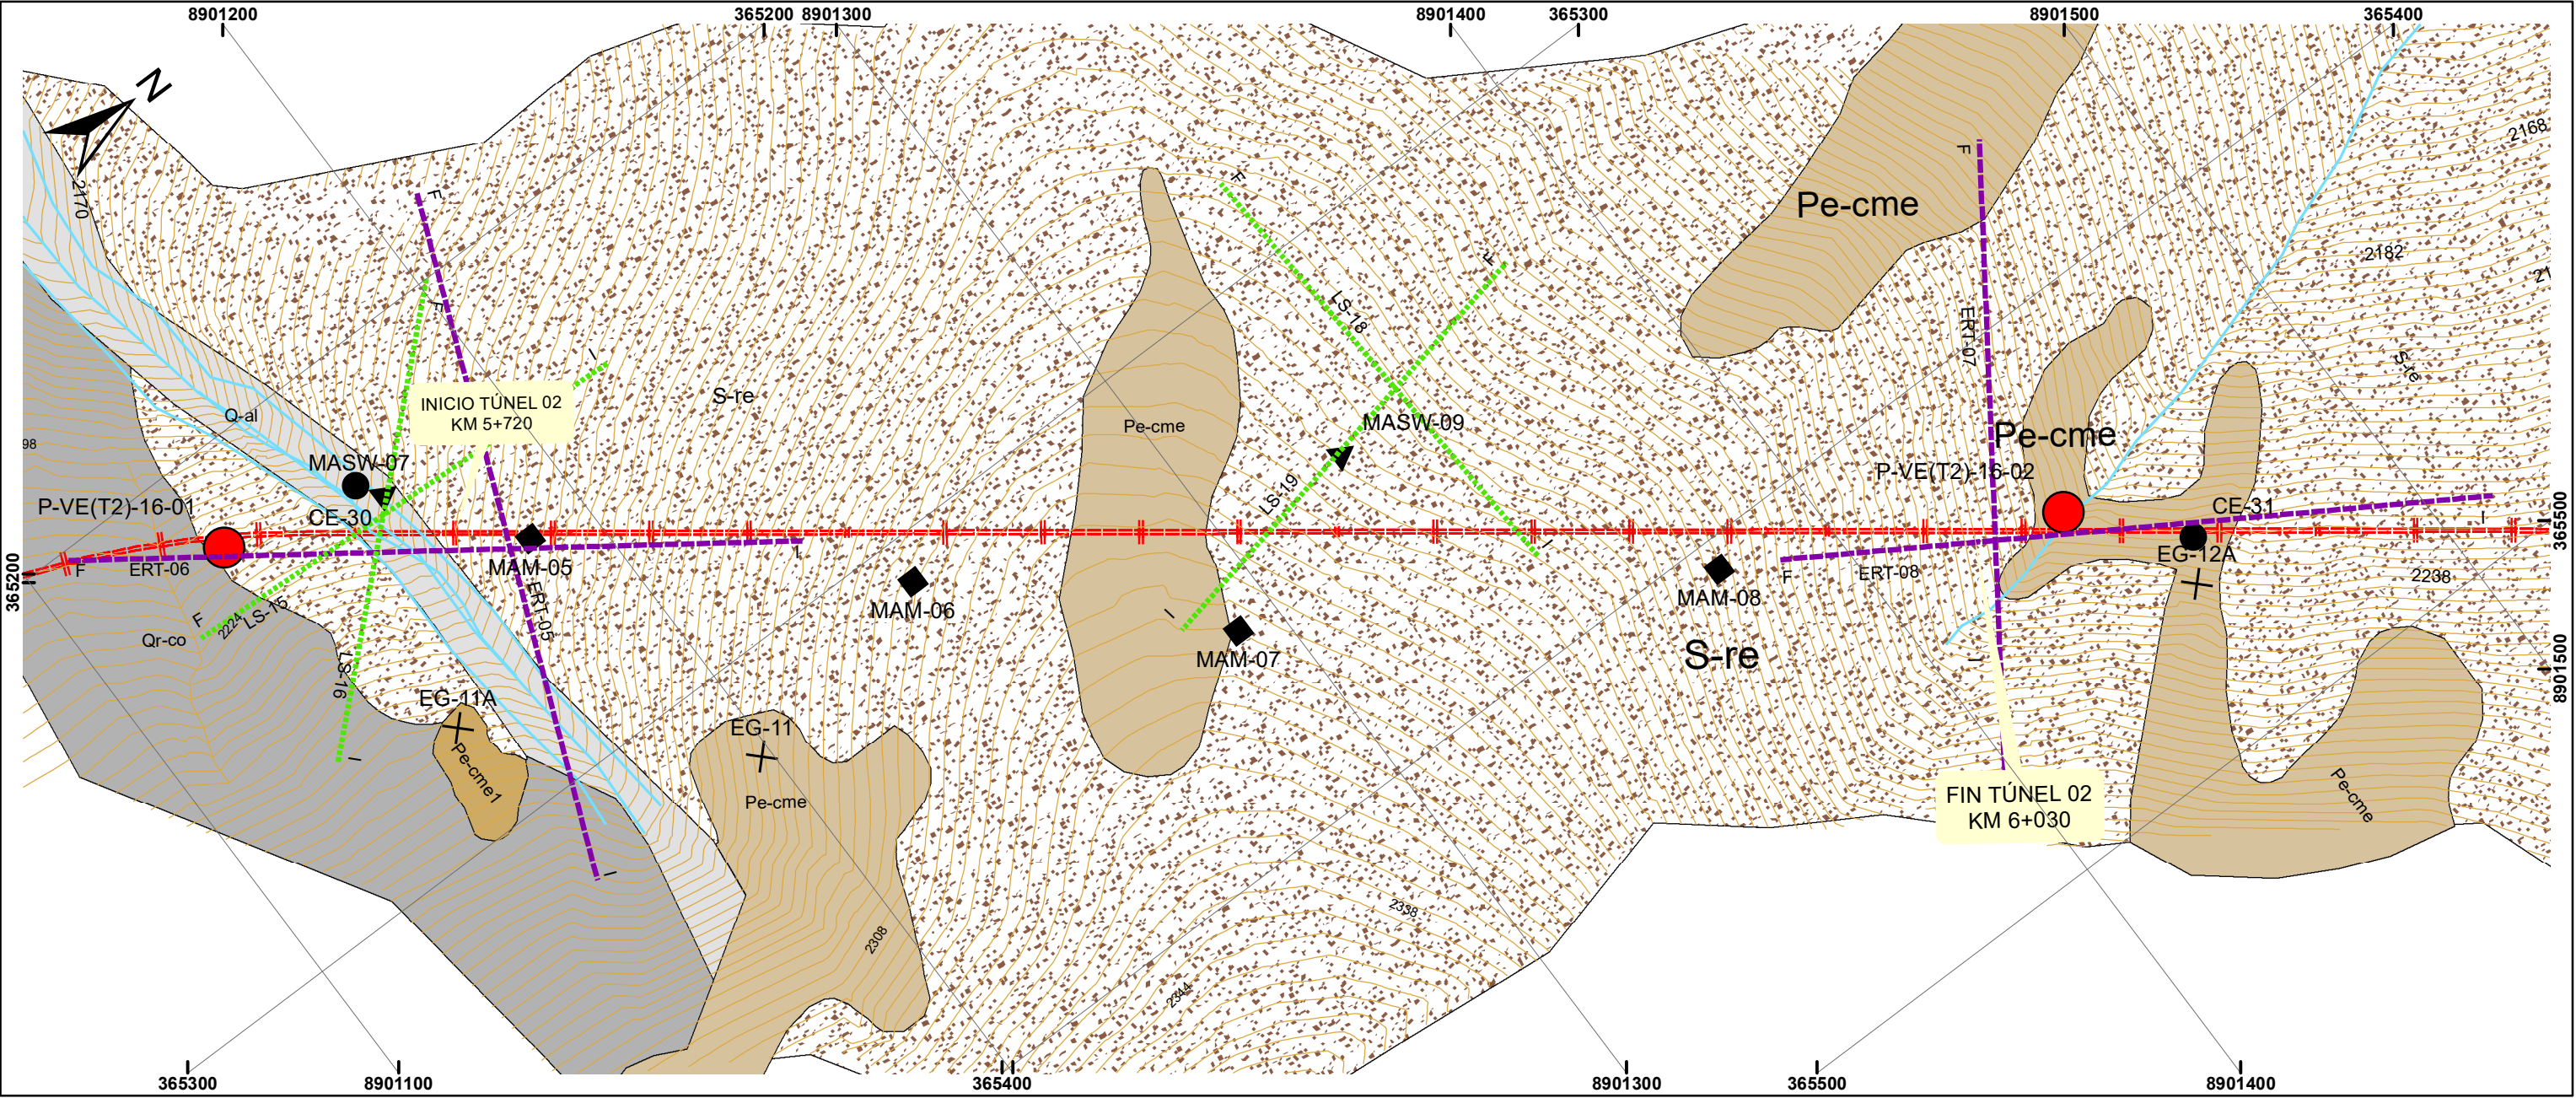 8901200
365200
8901300
8901400
365300
8901500
365400
N
2170
F
F
F
F
F
2168
2182
21
S-re
98
Q-al
INICIO TÚNEL 02
KM 5+720
I
S-re
Pe-cme
LS-18
MASW-09
LS-19
Pe-cme
ERT-07
Pe-cme
P-VE(T2)-16-02
CE-31
I
EG-12A
MASW-07
P-VE(T2)-16-01
CE-30
365200
F
ERT-06
I
MAM-05
ERT-05
MAM-06
I
MAM-07
I
MAM-08
F
ERT-08
2238
365500
8901500
F
2224
LS-15
Qr-co
LS-16
I
EG-11A
Pe-cme1
EG-11
Pe-cme
I
S-re
I
FIN TÚNEL 02
KM 6+030
Pe-cme
2308
2338
2344
365300
8901100
365400
8901300
365500
8901400